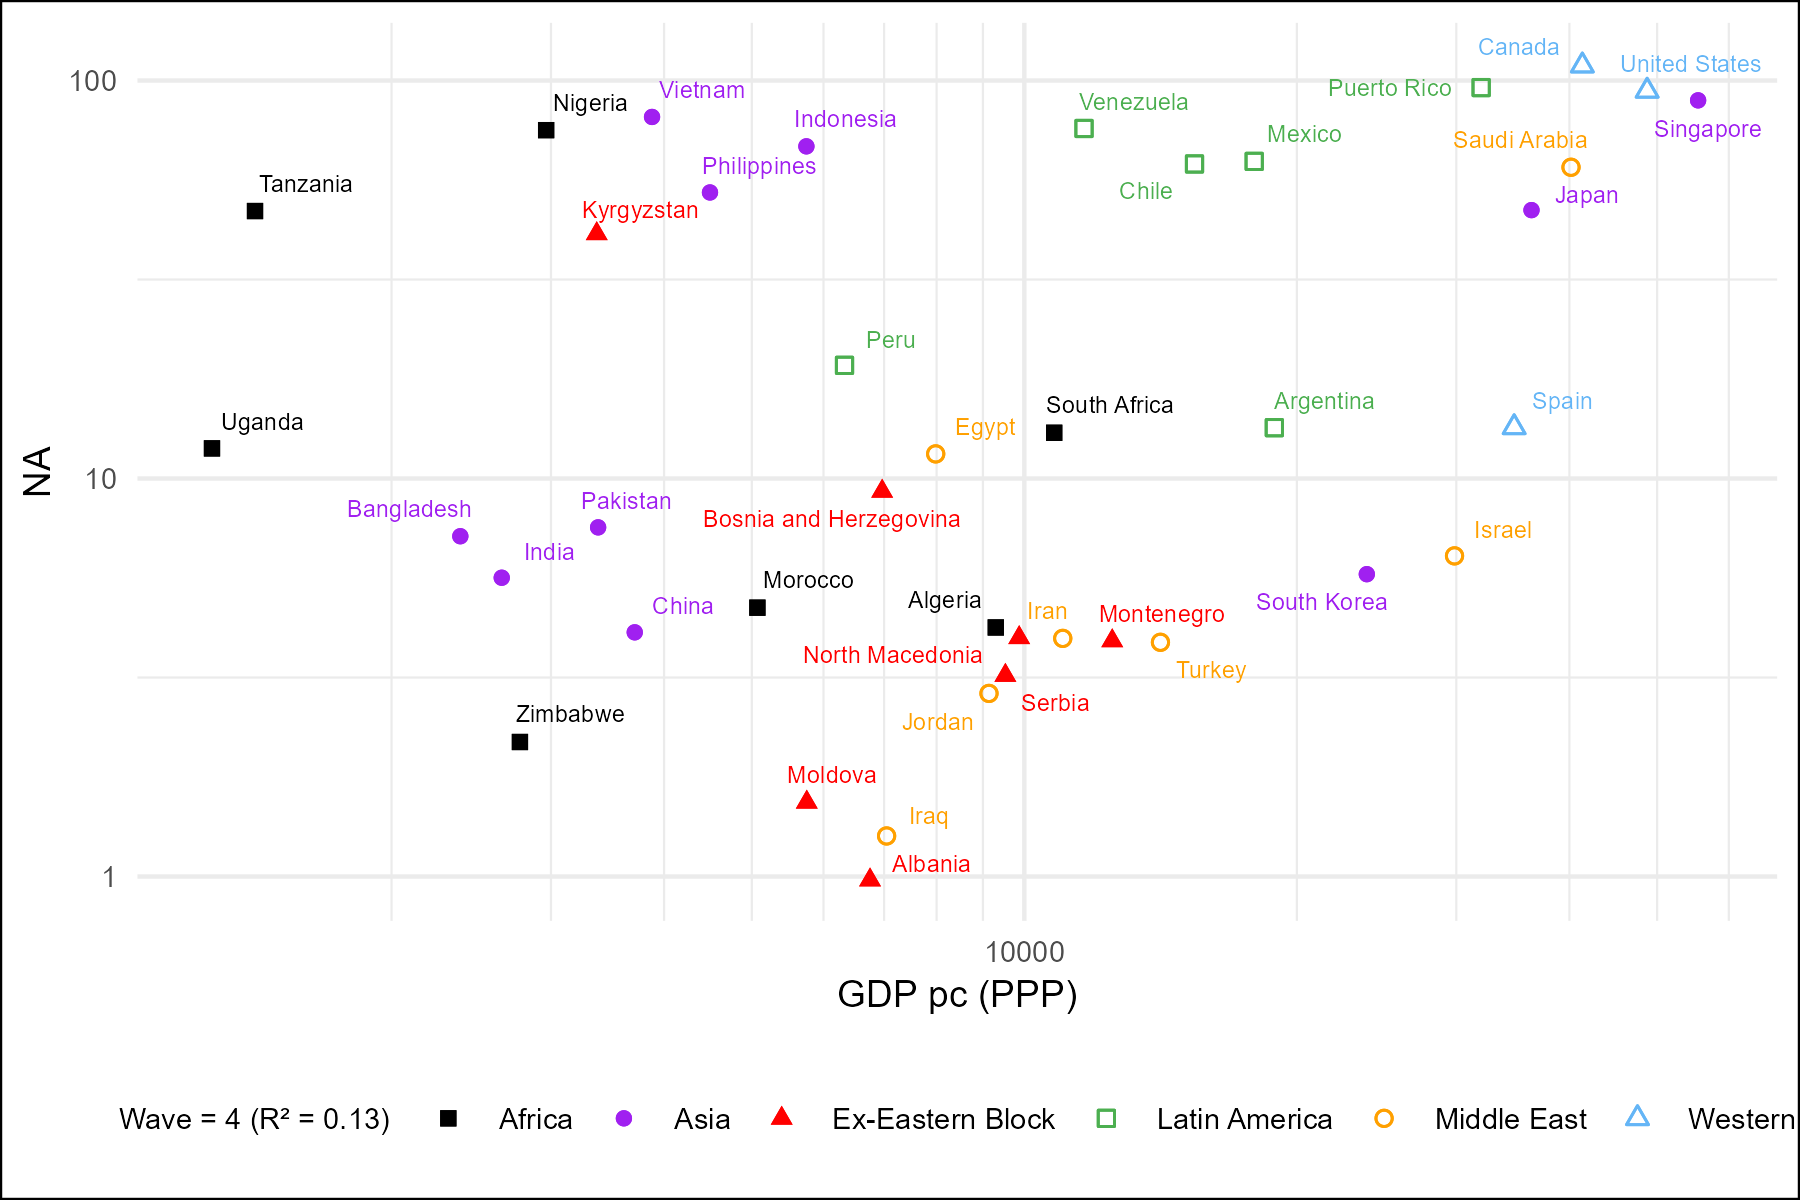 Canada
United States
100
Puerto Rico
Vietnam
Nigeria
Venezuela
Indonesia
Singapore
Mexico
Saudi Arabia
Philippines
Tanzania
Chile
Japan
Kyrgyzstan
Peru
Argentina
Spain
South Africa
Uganda
Egypt
NA
10
Pakistan
Bangladesh
Bosnia and Herzegovina
Israel
India
Morocco
Algeria
South Korea
China
Iran
Montenegro
North Macedonia
Turkey
Serbia
Zimbabwe
Jordan
Moldova
Iraq
Albania
1
10000
GDP pc (PPP)
Wave = 4 (R² = 0.13) Africa Asia Ex-Eastern Block Latin America Middle East Western